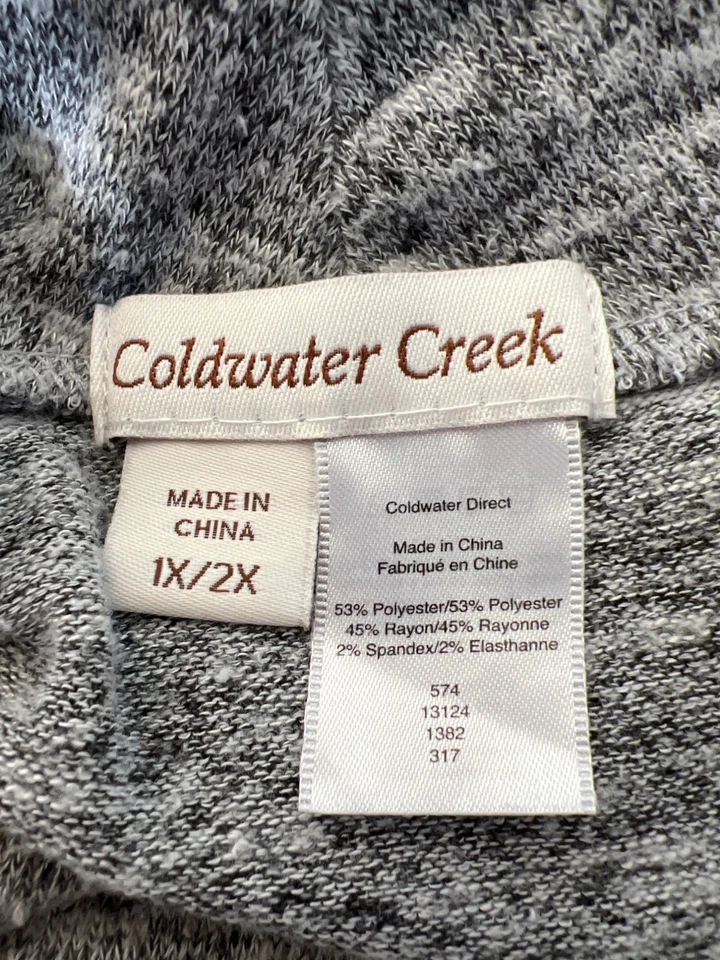 Coldwater Creek
MADE IN
CHINA
1X/2X
Coldwater Direct
Made in China
Fabriqué en Chine
53% Polyester/53% Polyester
45% Rayon/45% Rayonne
2% Spandex/2% Elasthanne
574
13124
1382
317